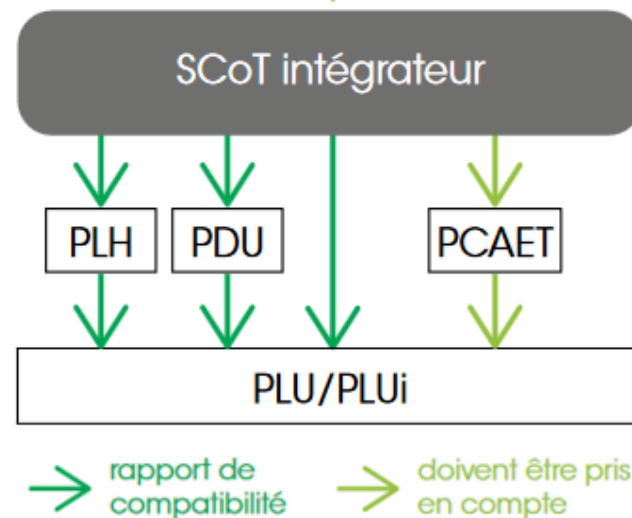 SCoT intégrateur
PLH
PDU
PCAET
PLU/PLUi
rapport de
compatibilité
doivent être pris
en compte